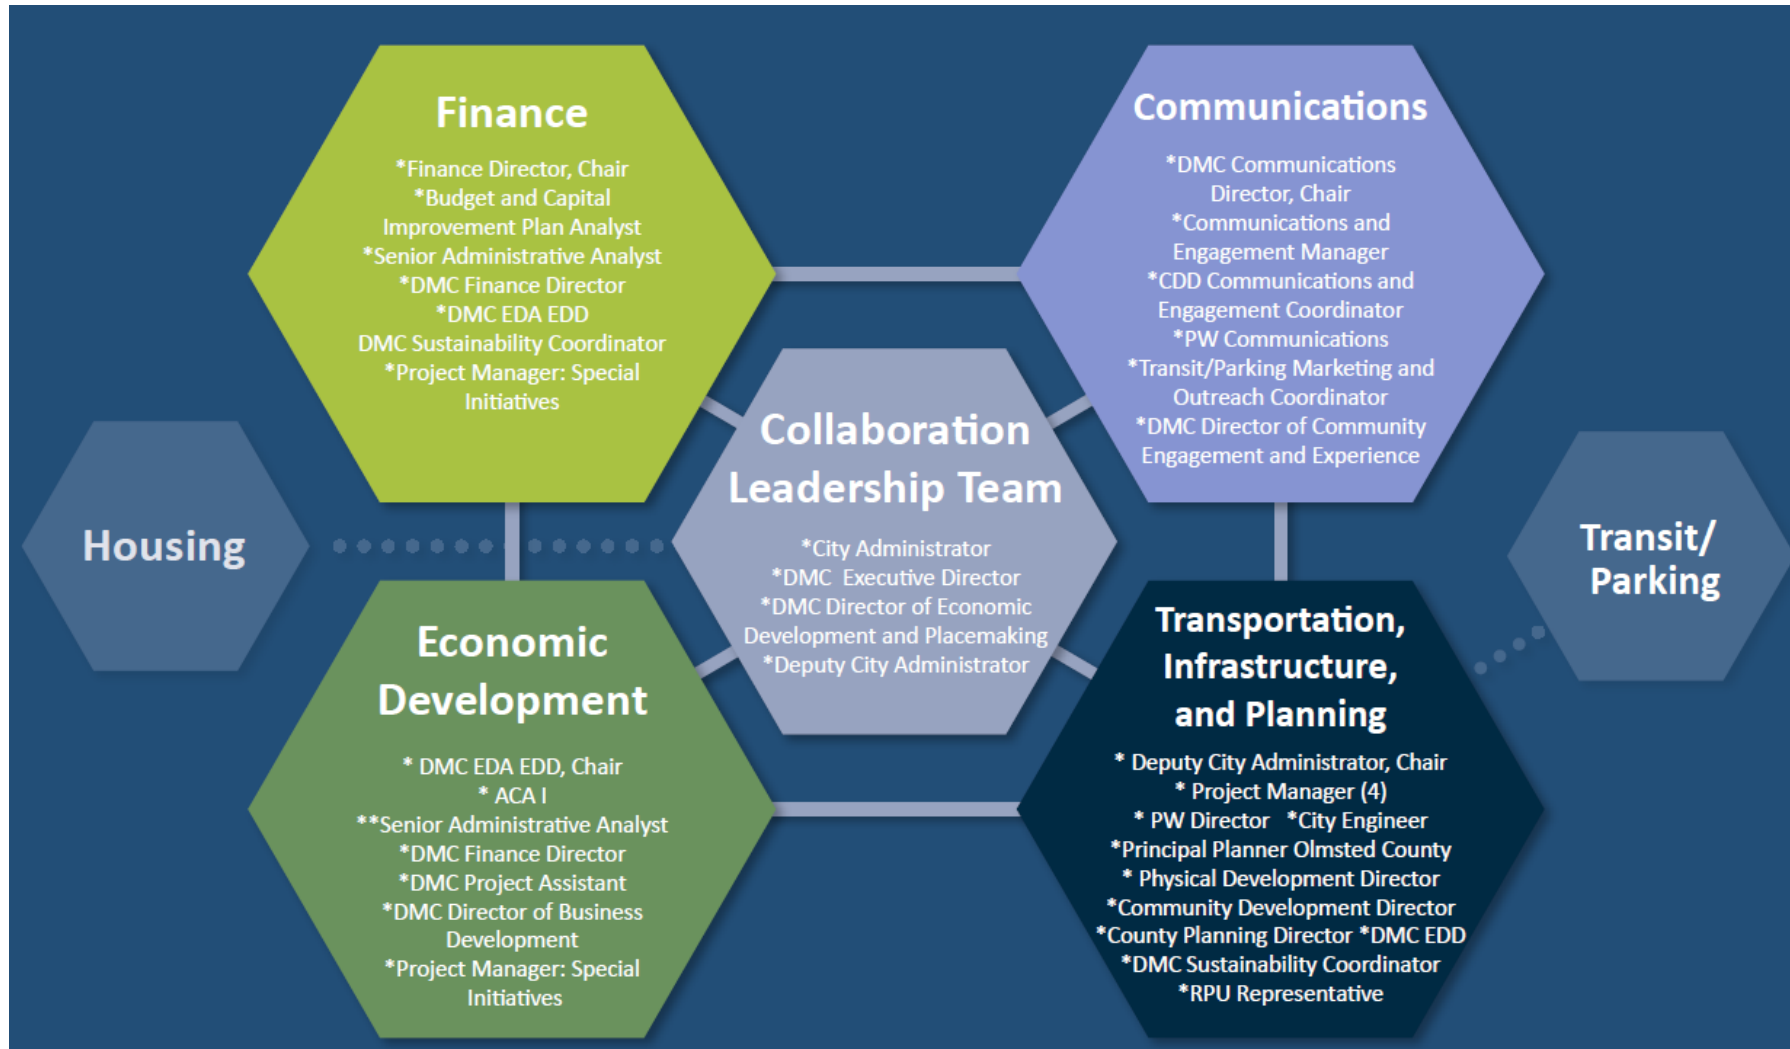 Finance
*Finance Director, Chair
*Budget and Capital
Improvement Plan Analyst
*Senior Administrative Analyst
*DMC Finance Director
*DMC EDA EDD
DMC Sustainability Coordinator
*Project Manager: Special
Initiatives
Communications
*DMC Communications
Director, Chair
*Communications and
Engagement Manager
*CDD Communications and
Engagement Coordinator
*PW Communications
*Transit/Parking Marketing and
Outreach Coordinator
*DMC Director of Community
Engagement and Experience
Housing
Collaboration
Leadership Team
*City Administrator
*DMC Executive Director
*DMC Director of Economic
Development and Placemaking
*Deputy City Administrator
Transit/
Parking
Economic
Development
* DMC EDA EDD, Chair
* ACA I
**Senior Administrative Analyst
*DMC Finance Director
*DMC Project Assistant
*DMC Director of Business
Development
*Project Manager: Special
Initiatives
Transportation,
Infrastructure,
and Planning
* Deputy City Administrator, Chair
* Project Manager (4)
* PW Director *City Engineer
*Principal Planner Olmsted County
* Physical Development Director
*Community Development Director
*County Planning Director *DMC EDD
*DMC Sustainability Coordinator
*RPU Representative